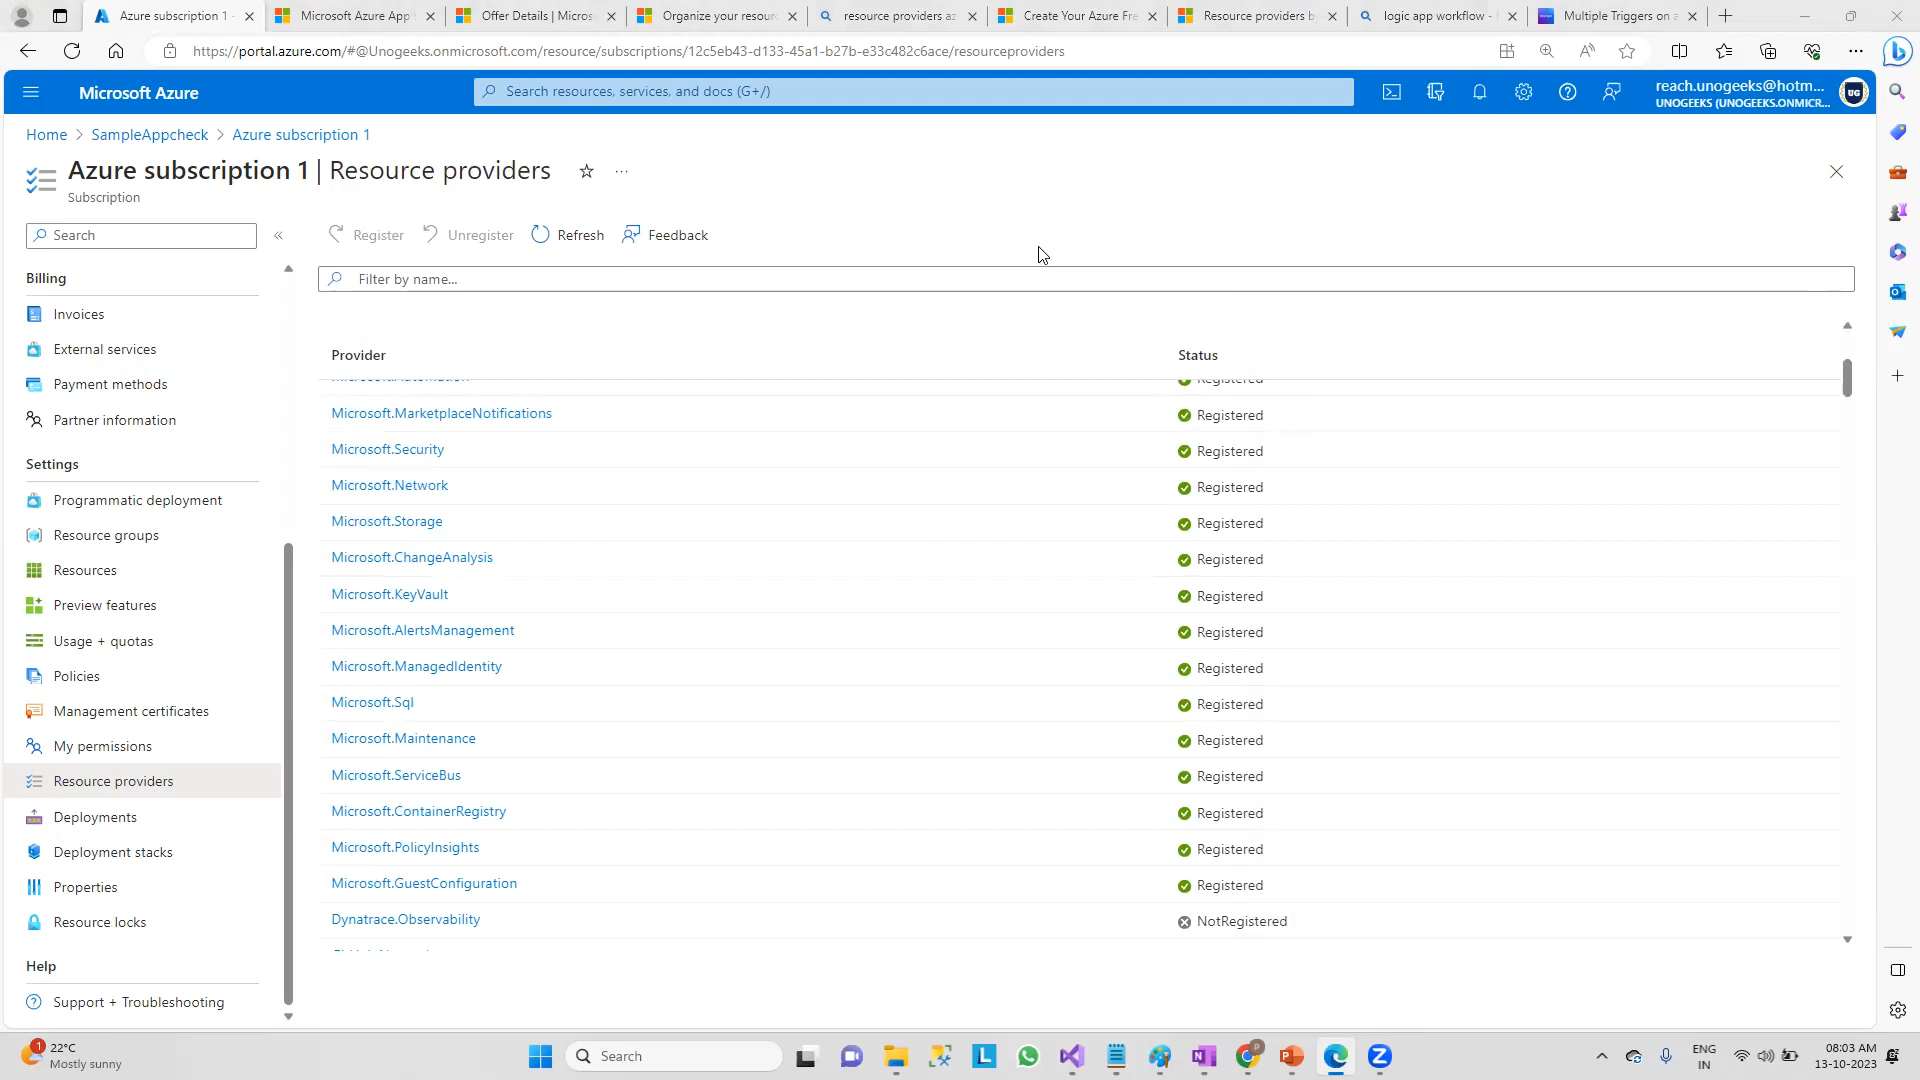 Azure subscription 1 -
Microsoft Azure App
Offer Details | Micros
Organize your resour
resource providers az
Create Your Azure Fre
Resource providers b
logic app workflow -
Multiple Triggers on a
https://portal.azure.com/#@Unogeeks.onmicrosoft.com/resource/subscriptions/12c5eb43-d133-45a1-b27b-e33c482c6ace/resourceproviders
Microsoft Azure
Search resources, services, and docs (G+/)
reach.unogeeks@hotm...
UNOGEEKS (UNOGEEKS.ONMICR...
UG
Home > SampleAppcheck > Azure subscription 1
Azure subscription 1 | Resource providers
Subscription
Search
Register
Unregister
Refresh
Feedback
Filter by name...
Billing
Invoices
External services
Payment methods
Partner information
Settings
Programmatic deployment
Resource groups
Resources
Preview features
Usage + quotas
Policies
Management certificates
My permissions
Resource providers
Deployments
Deployment stacks
Properties
Resource locks
Help
Support + Troubleshooting
Provider Status
Registered
Microsoft.MarketplaceNotifications Registered
Microsoft.Security Registered
Microsoft.Network Registered
Microsoft.Storage Registered
Microsoft.ChangeAnalysis Registered
Microsoft.KeyVault Registered
Microsoft.AlertsManagement Registered
Microsoft.ManagedIdentity Registered
Microsoft.Sql Registered
Microsoft.Maintenance Registered
Microsoft.ServiceBus Registered
Microsoft.ContainerRegistry Registered
Microsoft.PolicyInsights Registered
Microsoft.GuestConfiguration Registered
Dynatrace.Observability NotRegistered
1
22°C
Mostly sunny
Search
ENG
IN
08:03 AM
13-10-2023